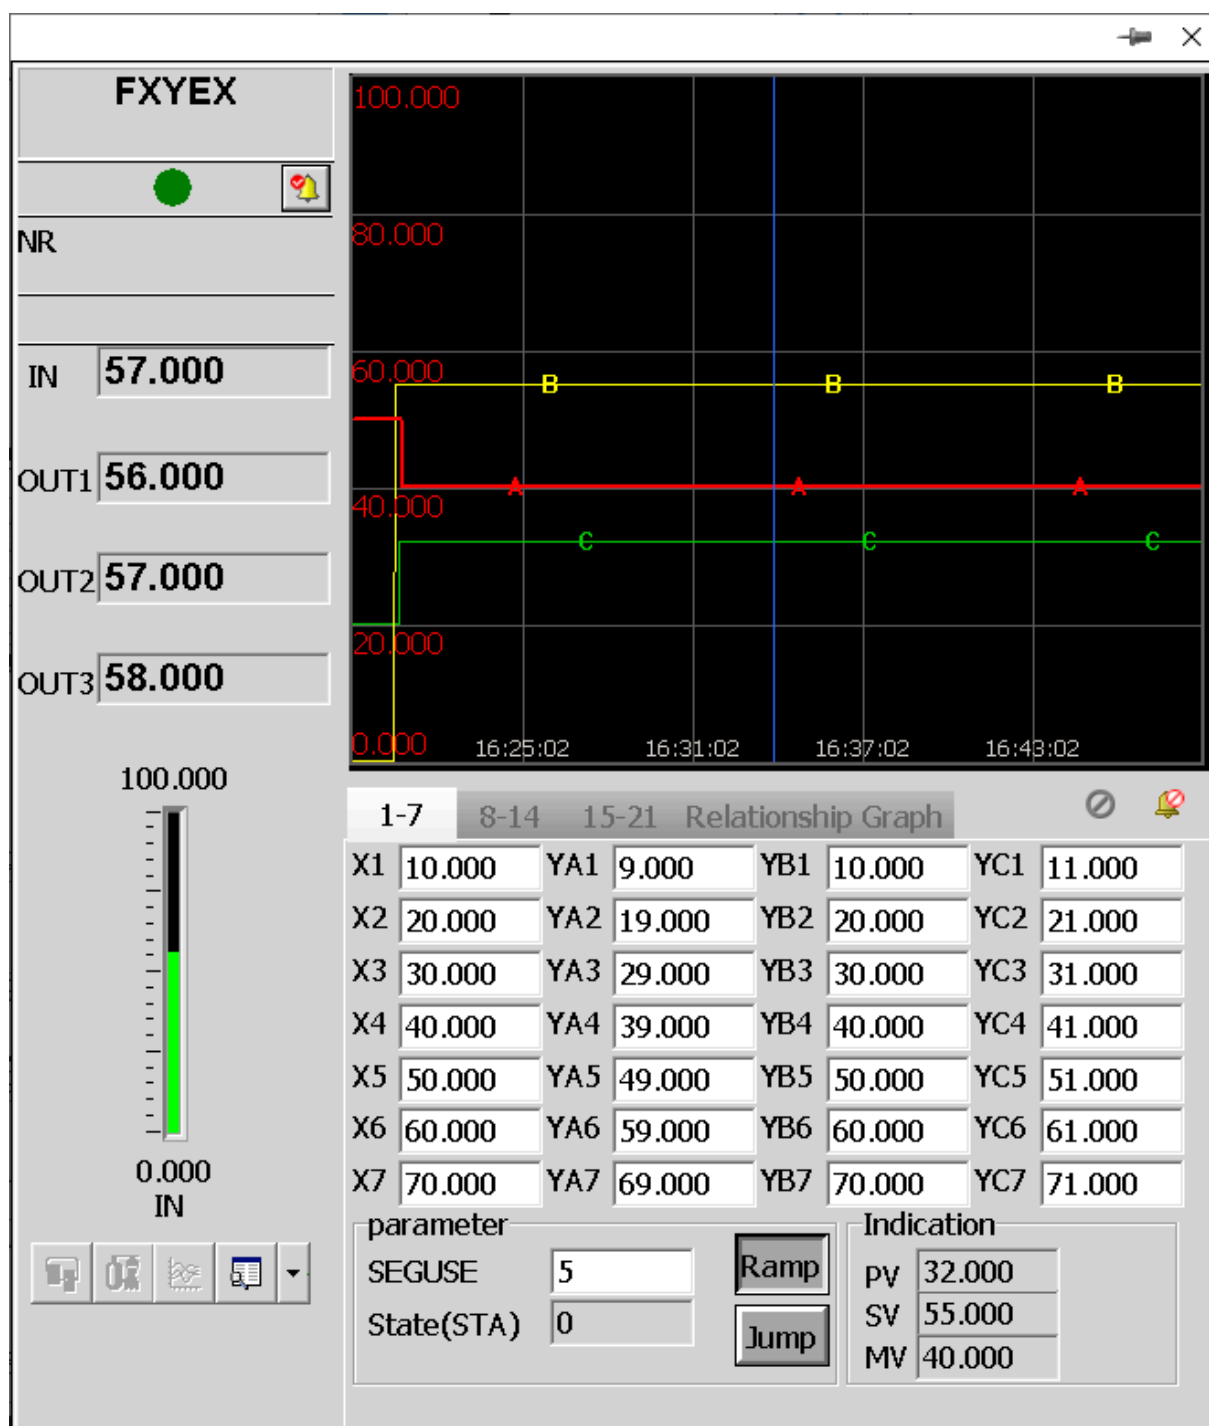 FXYEX
NR
IN 57.000
OUT1 56.000
OUT2 57.000
OUT3 58.000
100.000
0.000
IN
100.000
80.000
60.000
B B B
A A A
40.000
C C C
20.000
0.000 16:25:02 16:31:02 16:37:02 16:43:02
1-7 8-14 15-21 Relationship Graph
X1 10.000 YA1 9.000 YB1 10.000 YC1 11.000
X2 20.000 YA2 19.000 YB2 20.000 YC2 21.000
X3 30.000 YA3 29.000 YB3 30.000 YC3 31.000
X4 40.000 YA4 39.000 YB4 40.000 YC4 41.000
X5 50.000 YA5 49.000 YB5 50.000 YC5 51.000
X6 60.000 YA6 59.000 YB6 60.000 YC6 61.000
X7 70.000 YA7 69.000 YB7 70.000 YC7 71.000
parameter
SEGUSE 5
State(STA) 0
Ramp
Jump
Indication
PV 32.000
SV 55.000
MV 40.000